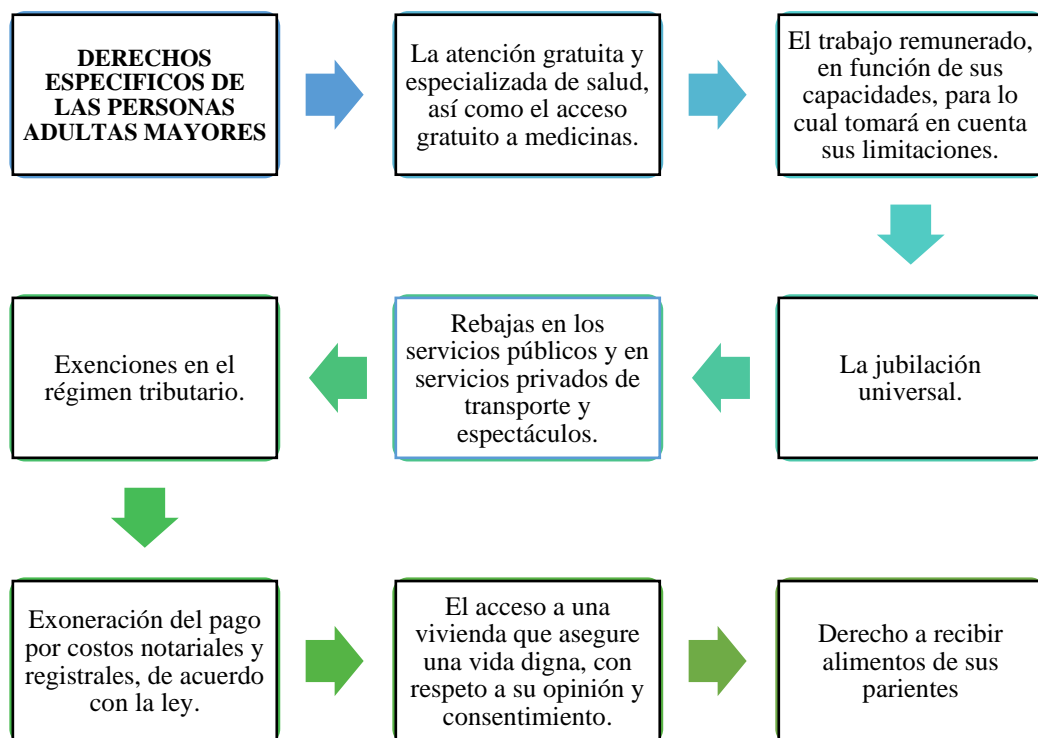 DERECHOS
ESPECIFICOS DE
LAS PERSONAS
ADULTAS MAYORES
La atención gratuita y
especializada de salud,
así como el acceso
gratuito a medicinas.
El trabajo remunerado,
en función de sus
capacidades, para lo
cual tomará en cuenta
sus limitaciones.
La jubilación
universal.
Rebajas en los
servicios públicos y en
servicios privados de
transporte y
espectáculos.
Exenciones en el
régimen tributario.
Exoneración del pago
por costos notariales y
registrales, de acuerdo
con la ley.
El acceso a una
vivienda que asegure
una vida digna, con
respeto a su opinión y
consentimiento.
Derecho a recibir
alimentos de sus
parientes